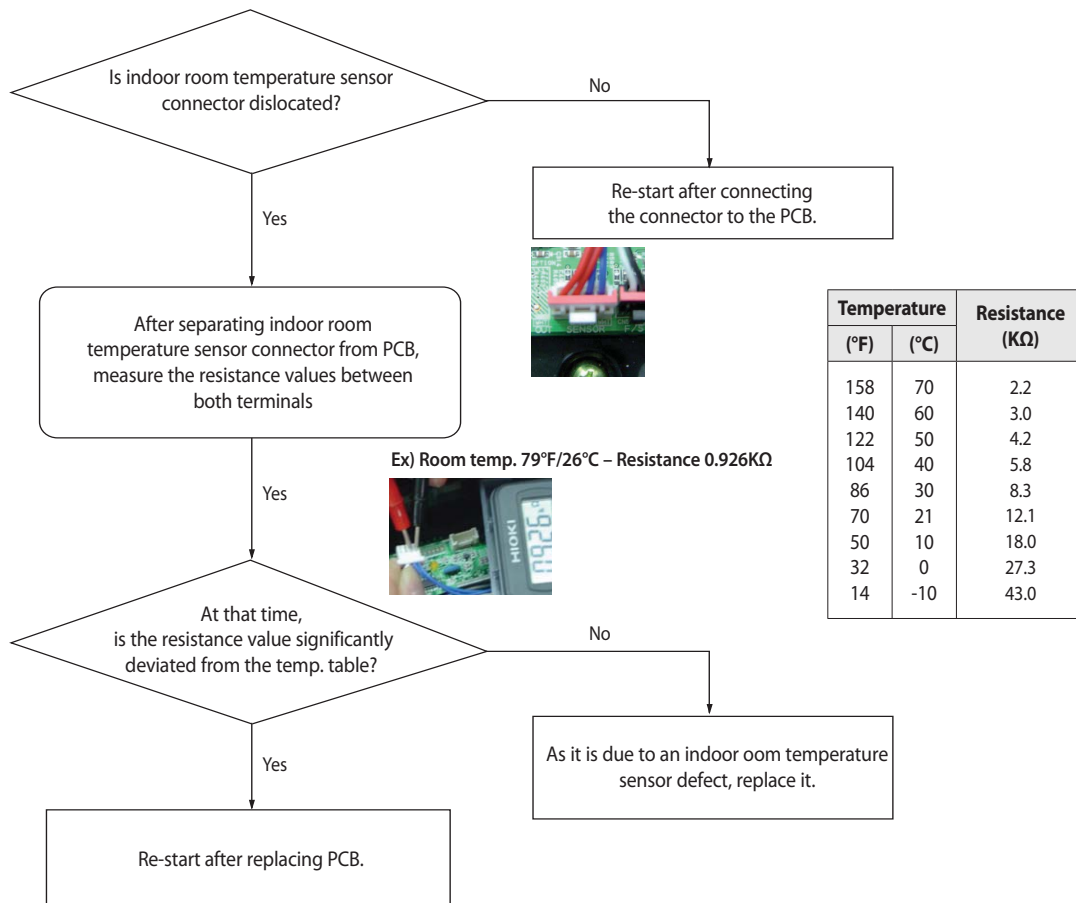 Is indoor room temperature sensor
connector dislocated?
No
Re-start after connecting
the connector to the PCB.
Yes
SENSOR
F/S
After separating indoor room
temperature sensor connector from PCB,
measure the resistance values between
both terminals
Temperature Resistance
(KΩ)
(°F) (°C)
158 70 2.2
140 60 3.0
122 50 4.2
104 40 5.8
86 30 8.3
70 21 12.1
50 10 18.0
32 0 27.3
14 -10 43.0
Ex) Room temp. 79°F/26°C – Resistance 0.926KΩ
HIOKI
0926
Yes
At that time,
is the resistance value significantly
deviated from the temp. table?
No
As it is due to an indoor oom temperature
sensor defect, replace it.
Yes
Re-start after replacing PCB.